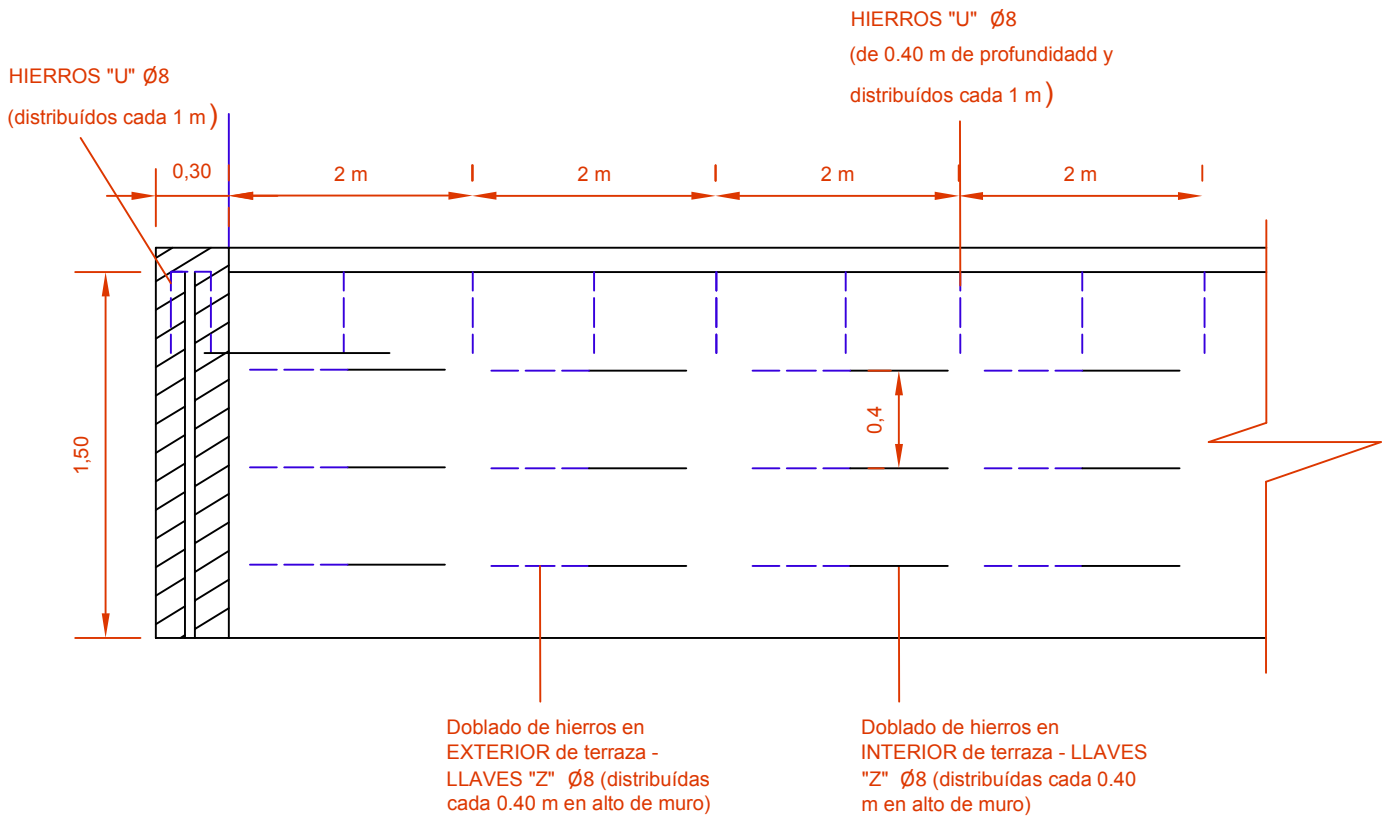 HIERROS "U" Ø8
(de 0.40 m de profundidadd y
distribuídos cada 1 m)
HIERROS "U" Ø8
(distribuídos cada 1 m)
0,30
2 m
2 m
2 m
2 m
1,50
0,4
Doblado de hierros en
EXTERIOR de terraza -
LLAVES "Z" Ø8 (distribuídas
cada 0.40 m en alto de muro)
Doblado de hierros en
INTERIOR de terraza - LLAVES
"Z" Ø8 (distribuídas cada 0.40
m en alto de muro)